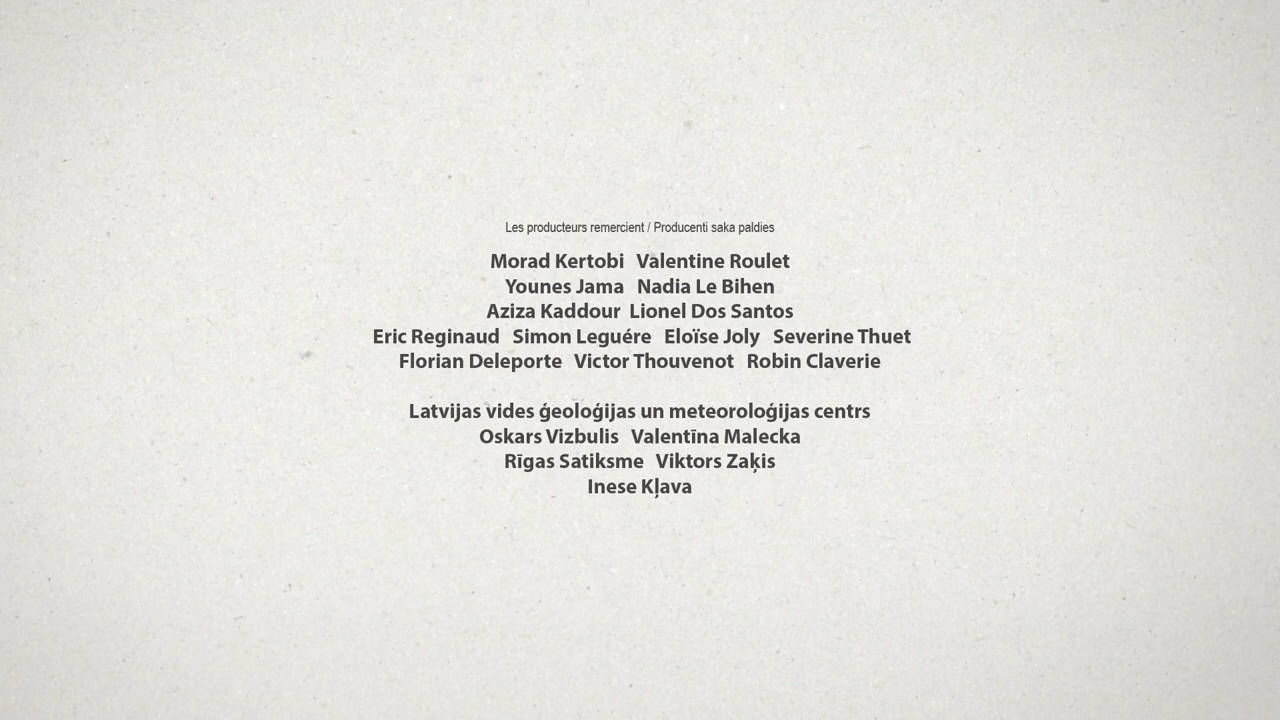 Les producteurs remercient / Producenti saka paldies
Morad Kertobi Valentine Roulet
Younes Jama Nadia Le Bihen
Aziza Kaddour Lionel Dos Santos
Eric Reginaud Simon Leguére Eloïse Joly Severine Thuet
Florian Deleporte Victor Thouvenot Robin Claverie
Latvijas vides ģeoloģijas un meteoroloģijas centrs
Oskars Vizbulis Valentīna Malecka
Rīgas Satiksme Viktors Zaķis
Inese Kļava